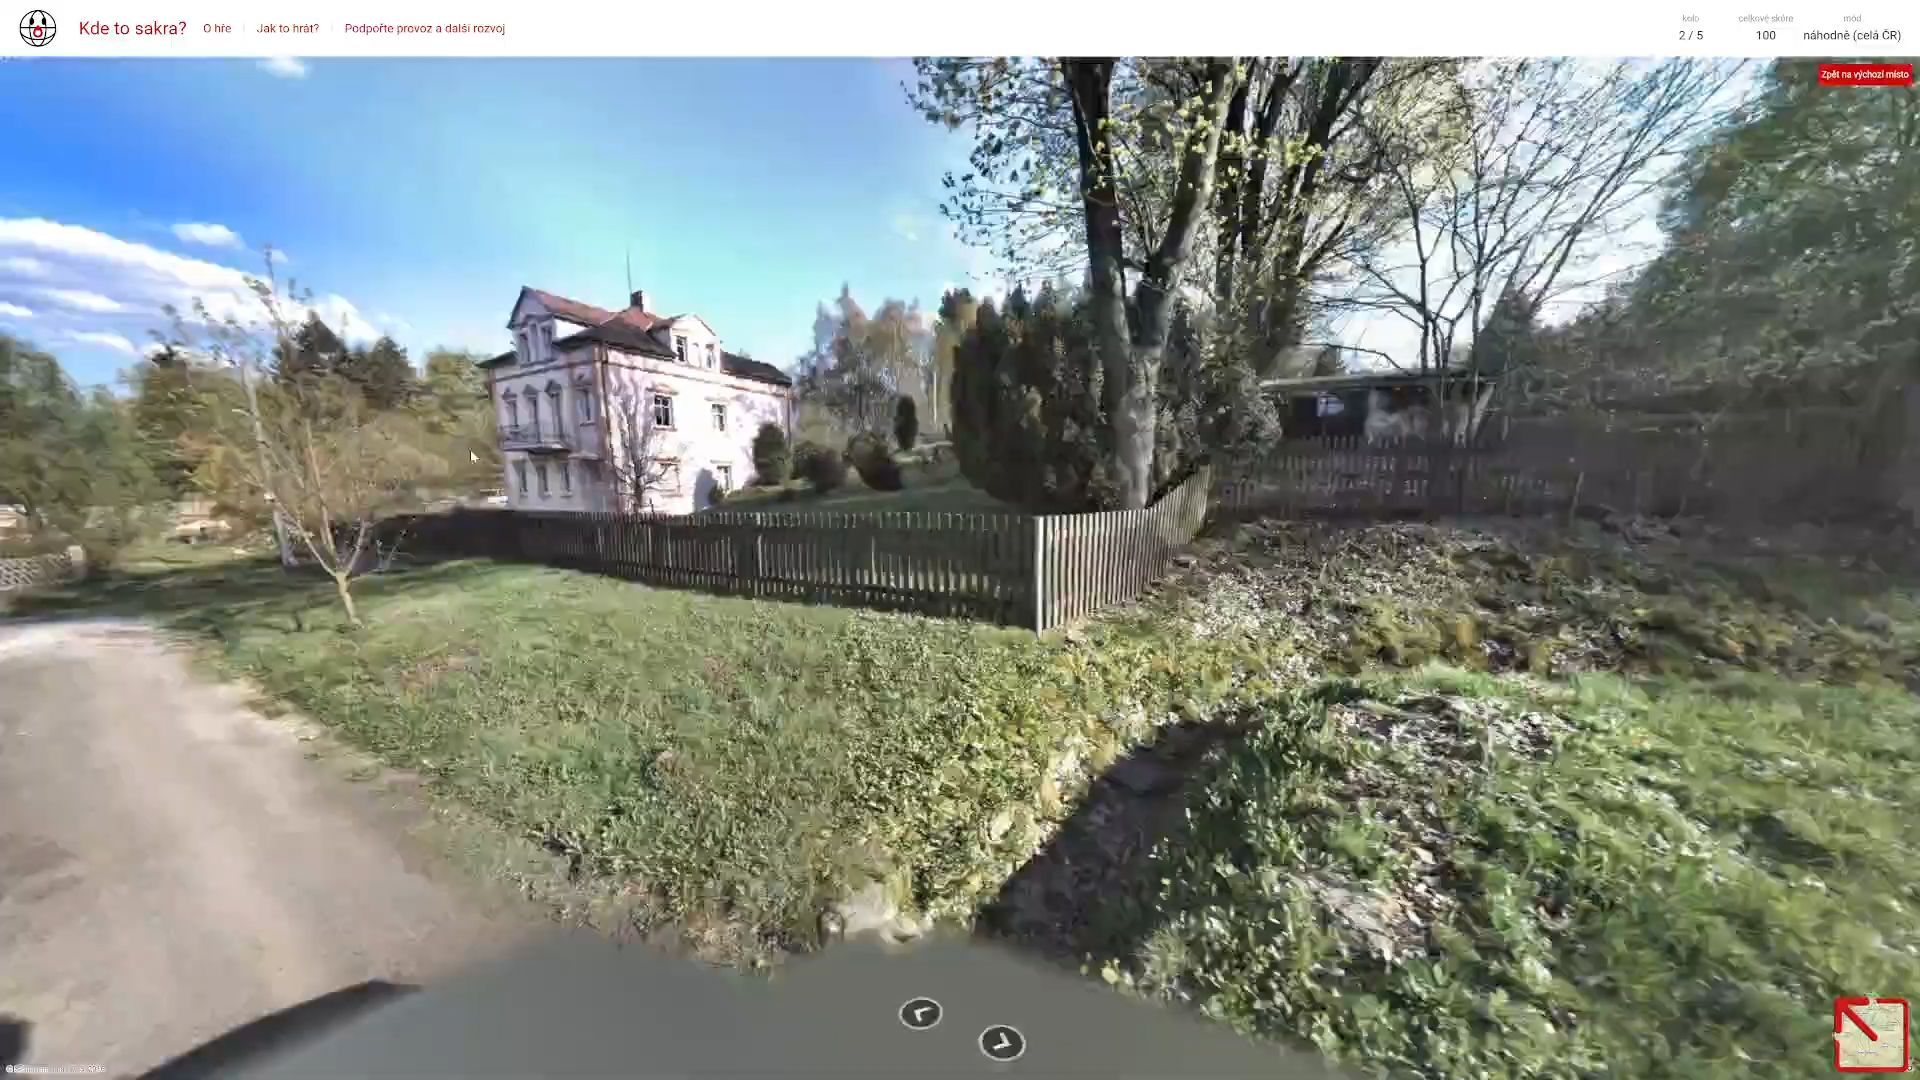 Kde to sakra?
O hře
Jak to hrát?
Podpořte provoz a další rozvoj
kolo
2 / 5
celkové skóre
100
mód
náhodně (celá ČR)
Zpět na výchozí místo